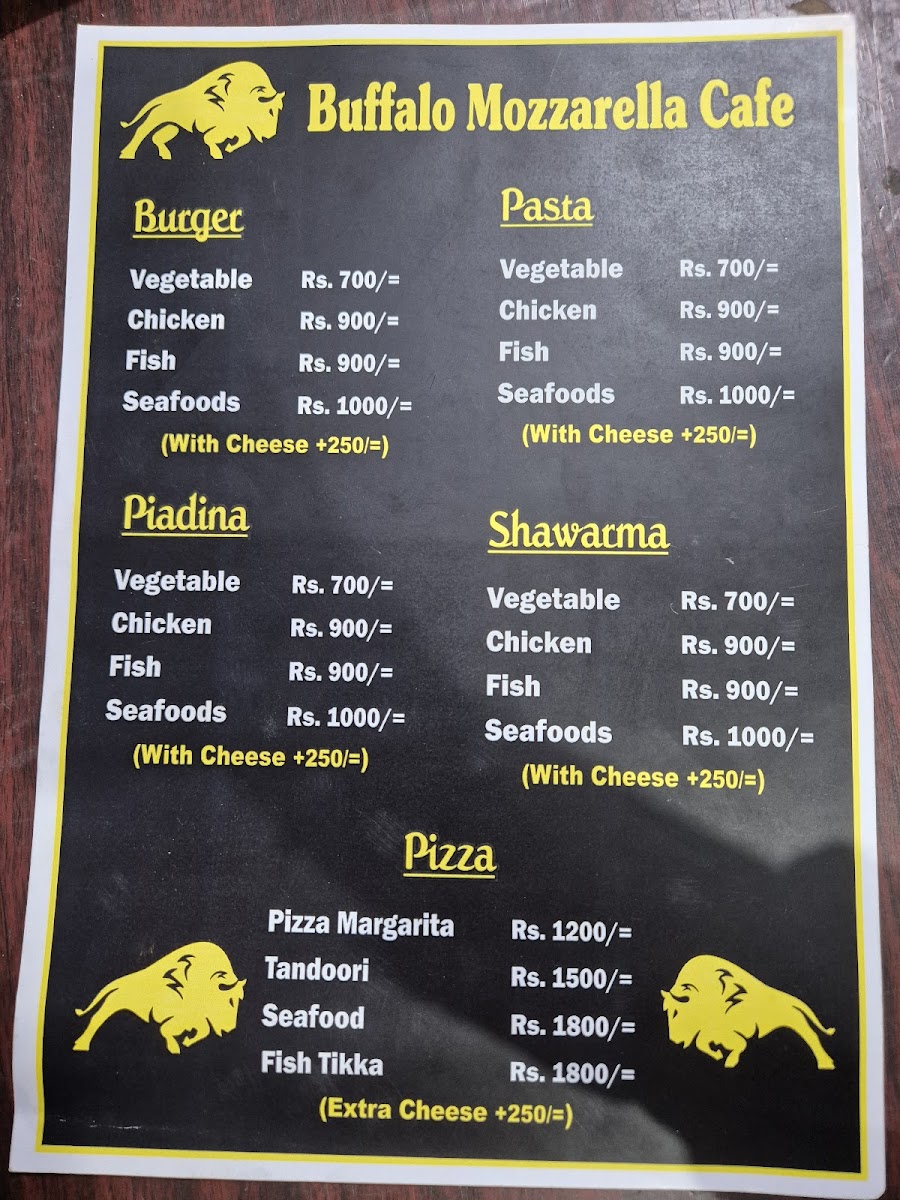 Buffalo Mozzarella Cafe
Burger
Vegetable Rs. 700/=
Chicken Rs. 900/=
Fish Rs. 900/=
Seafoods Rs. 1000/=
(With Cheese +250/=)
Pasta
Vegetable Rs. 700/=
Chicken Rs. 900/=
Fish Rs. 900/=
Seafoods Rs. 1000/=
(With Cheese +250/=)
Piadina
Vegetable Rs. 700/=
Chicken Rs. 900/=
Fish Rs. 900/=
Seafoods Rs. 1000/=
(With Cheese +250/=)
Shawarma
Vegetable Rs. 700/=
Chicken Rs. 900/=
Fish Rs. 900/=
Seafoods Rs. 1000/=
(With Cheese +250/=)
Pizza
Pizza Margarita Rs. 1200/=
Tandoori Rs. 1500/=
Seafood Rs. 1800/=
Fish Tikka Rs. 1800/=
(Extra Cheese +250/=)